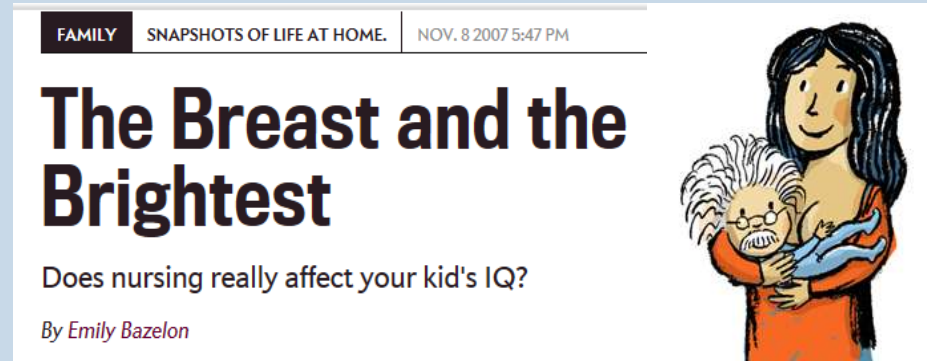 FAMILY SNAPSHOTS OF LIFE AT HOME. NOV. 8 2007 5:47 PM
The Breast and the
Brightest
Does nursing really affect your kid's IQ?
By Emily Bazelon